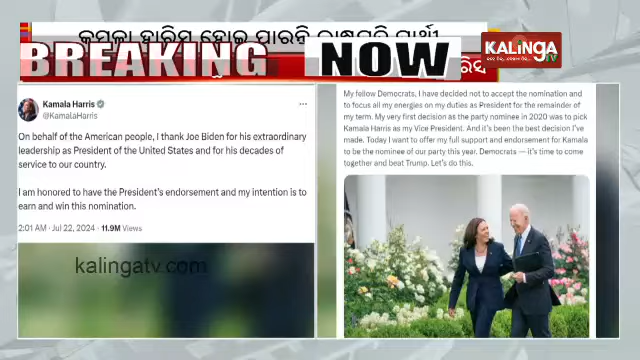 କମଳା ହାରିସ ହୋଇ ପାରନ୍ତି
BREAKING NOW
KALINGA
TV
Kamala Harris
@KamalaHarris
On behalf of the American people, I thank Joe Biden for his extraordinary
leadership as President of the United States and for his decades of
service to our country.
I am honored to have the President's endorsement and my intention is to
earn and win this nomination.
2:01 AM · Jul 22, 2024 · 11.9M Views
kalingatv.com
My fellow Democrats, I have decided not to accept the nomination and
to focus all my energies on my duties as President for the remainder of
my term. My very first decision as the party nominee in 2020 was to pick
Kamala Harris as my Vice President. And it's been the best decision I've
made. Today I want to offer my full support and endorsement for Kamala
to be the nominee of our party this year. Democrats — it's time to come
together and beat Trump. Let's do this.